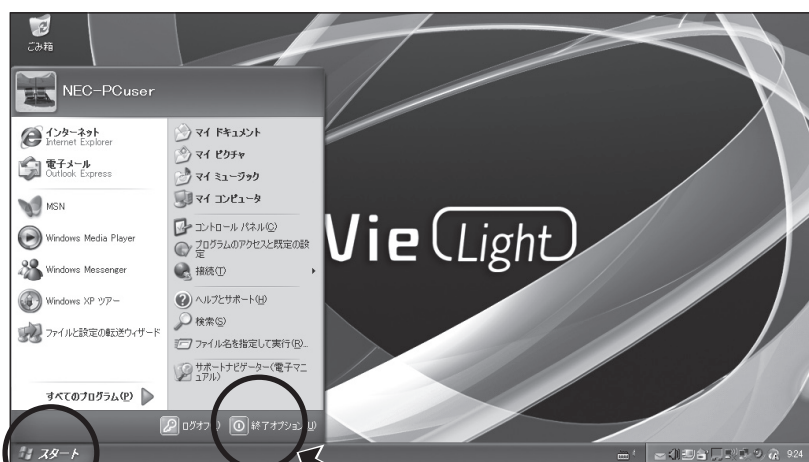 ごみ箱
NEC-PCuser
インターネット
Internet Explorer
電子メール
Outlook Express
MSN
Windows Media Player
Windows Messenger
Windows XP ツアー
ファイルと設定の転送ウィザード
すべてのプログラム(P)
マイ ドキュメント
マイ ピクチャ
マイ ミュージック
マイ コンピュータ
コントロール パネル(C)
プログラムのアクセスと既定の設
定
接続(T)
ヘルプとサポート(H)
検索(S)
ファイル名を指定して実行(R)...
サポートナビゲーター(電子マニ
ュアル)
ログオフ
終了オプション(U)
Vie Light
スタート
9:24